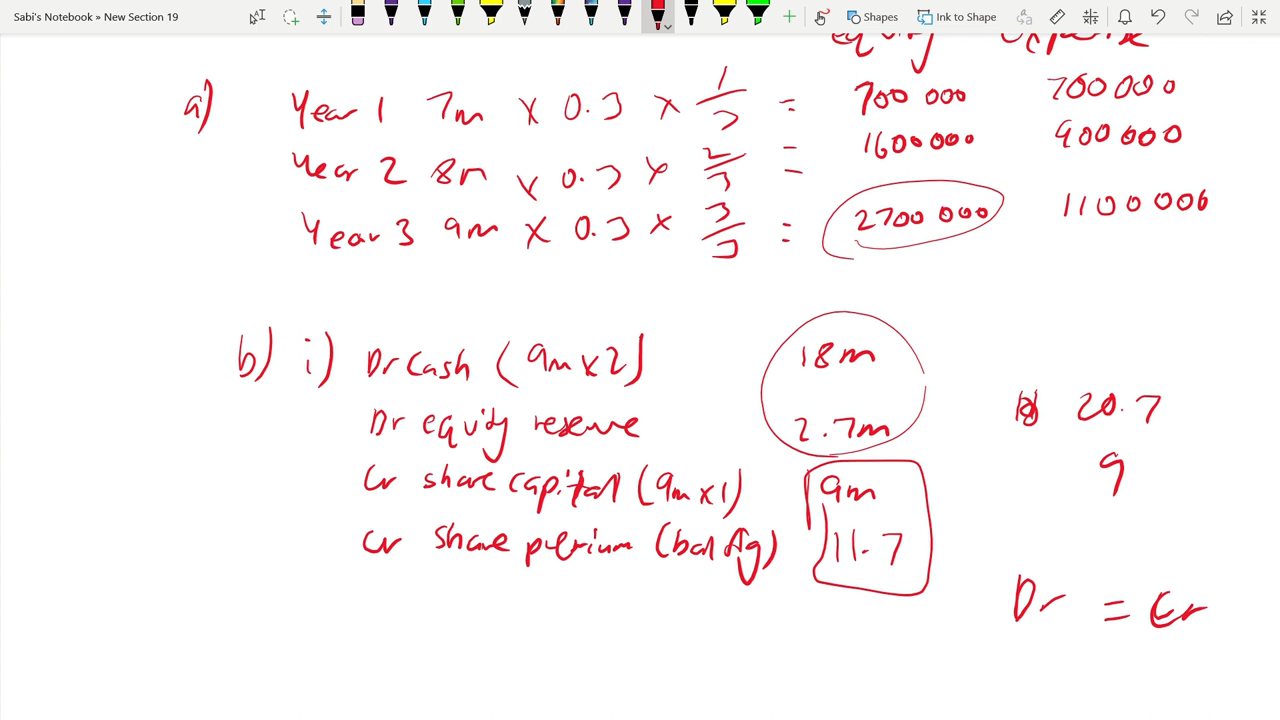 Sabi's Notebook » New Section 19
Shapes
Ink to Shape
equity expense
a) Year 1 7m x 0.3 x 1/3 = 700 000 700 000
Year 2 8m x 0.3 x 2/3 = 1600 000 900 000
Year 3 9m x 0.3 x 3/3 = 2700 000 1100 000
b) i) Dr Cash (9m x 2) 18m
Dr equity reserve 2.7m
20.7
9
Cr share capital (9m x 1) 9m
Cr share premium (bal fig) 11.7
Dr = Cr